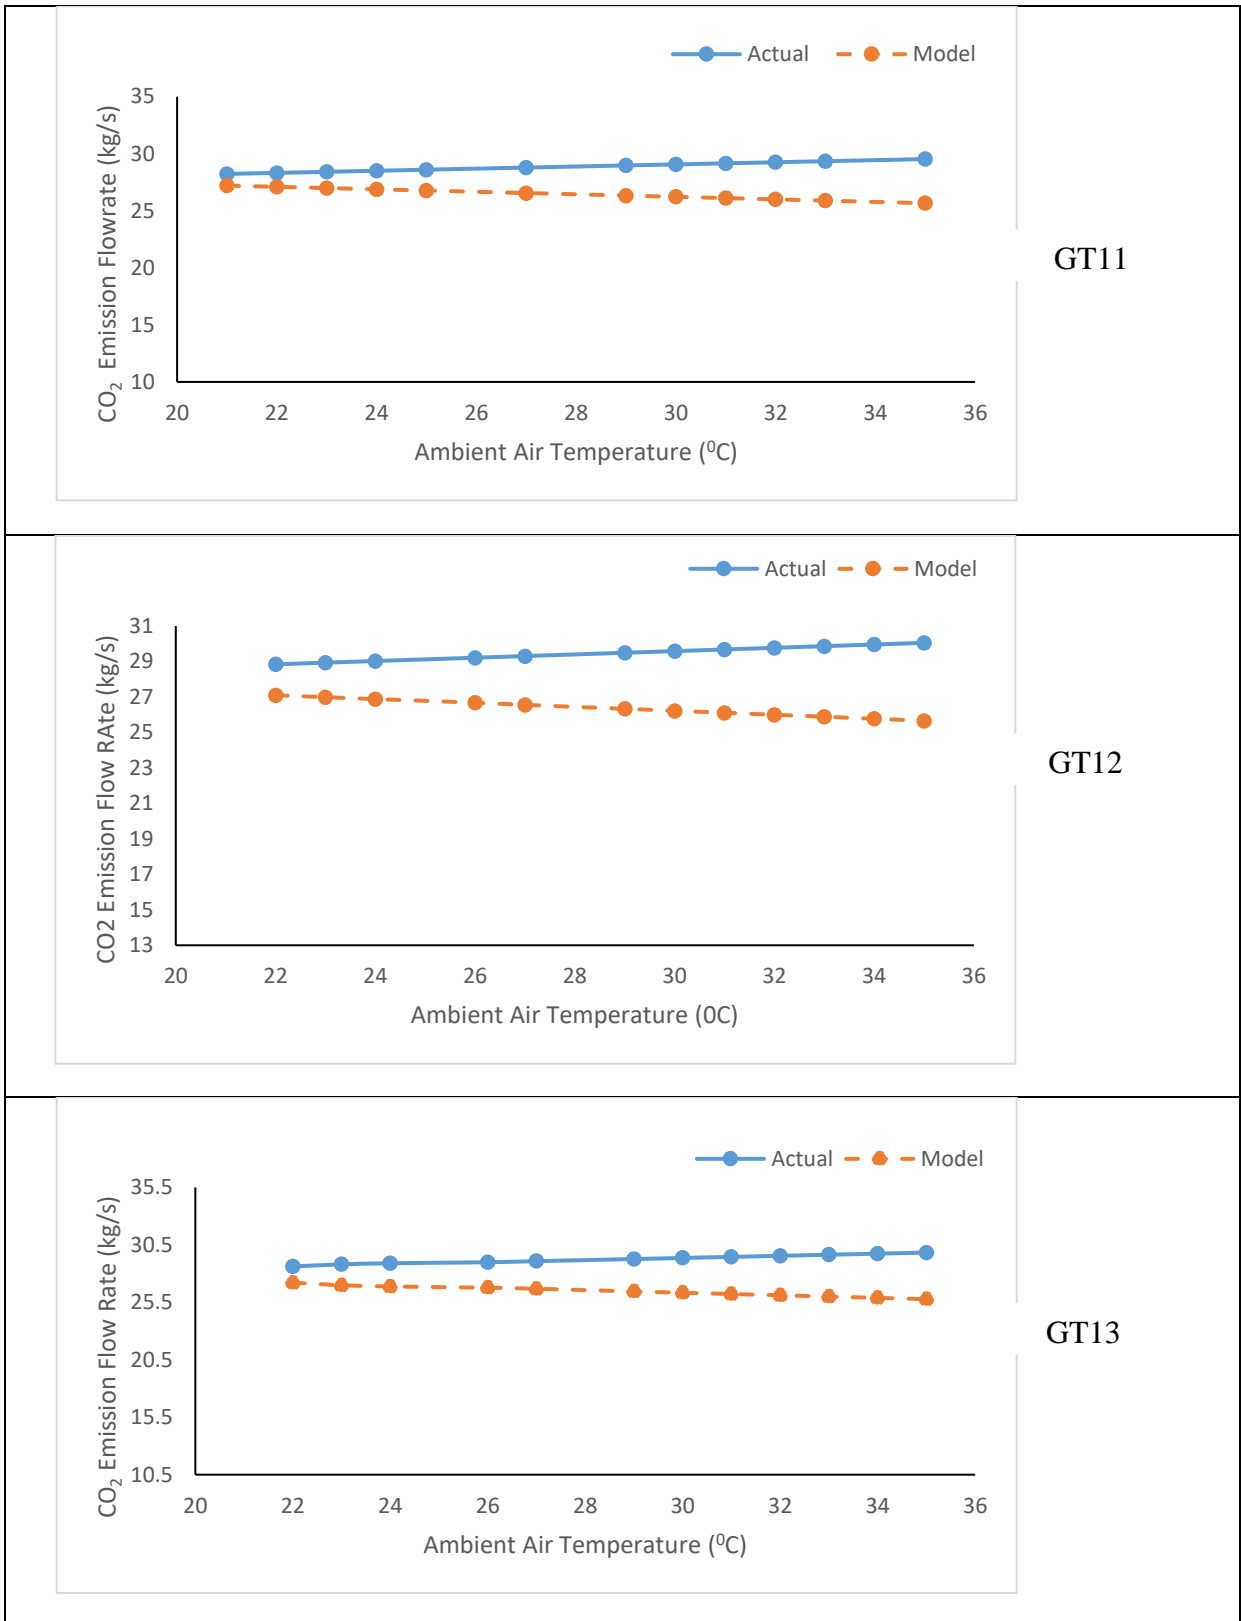 Actual Model
35
30
25
20
15
10
CO₂ Emission Flowrate (kg/s)
20 22 24 26 28 30 32 34 36
Ambient Air Temperature (⁰C)
GT11
Actual Model
31
29
27
25
23
21
19
17
15
13
CO2 Emission Flow RAte (kg/s)
20 22 24 26 28 30 32 34 36
Ambient Air Temperature (0C)
GT12
Actual Model
35.5
30.5
25.5
20.5
15.5
10.5
CO₂ Emission Flow Rate (kg/s)
20 22 24 26 28 30 32 34 36
Ambient Air Temperature (⁰C)
GT13